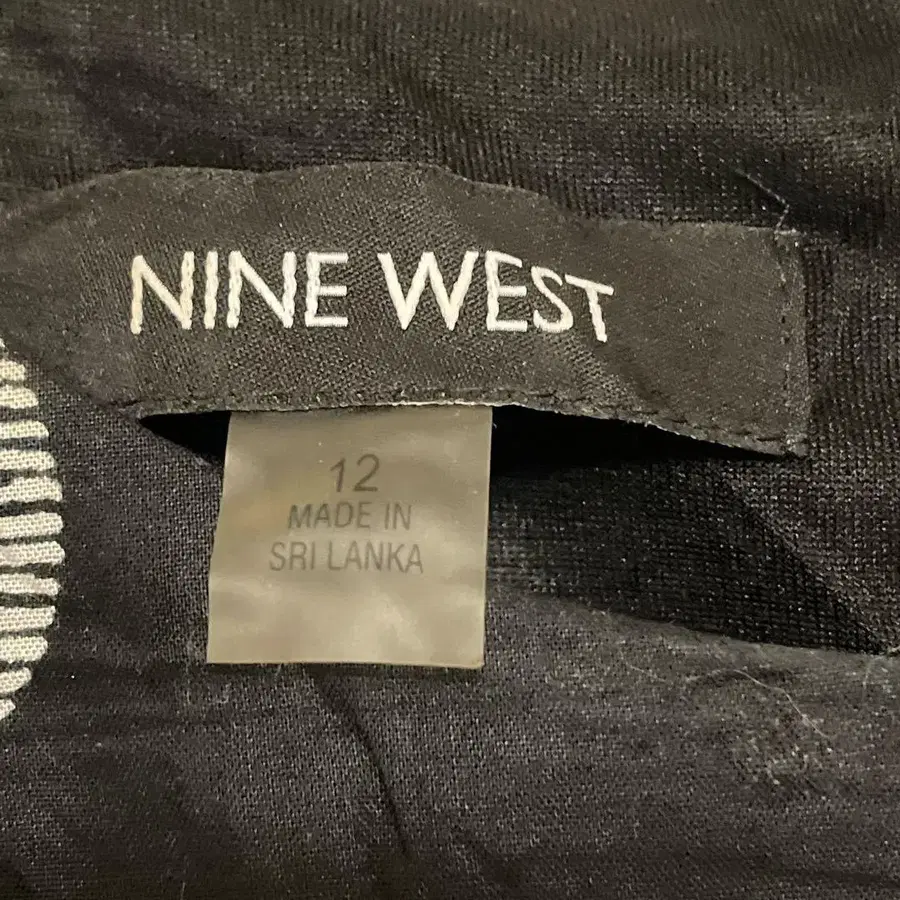 NINE WEST
12
MADE IN
SRI LANKA